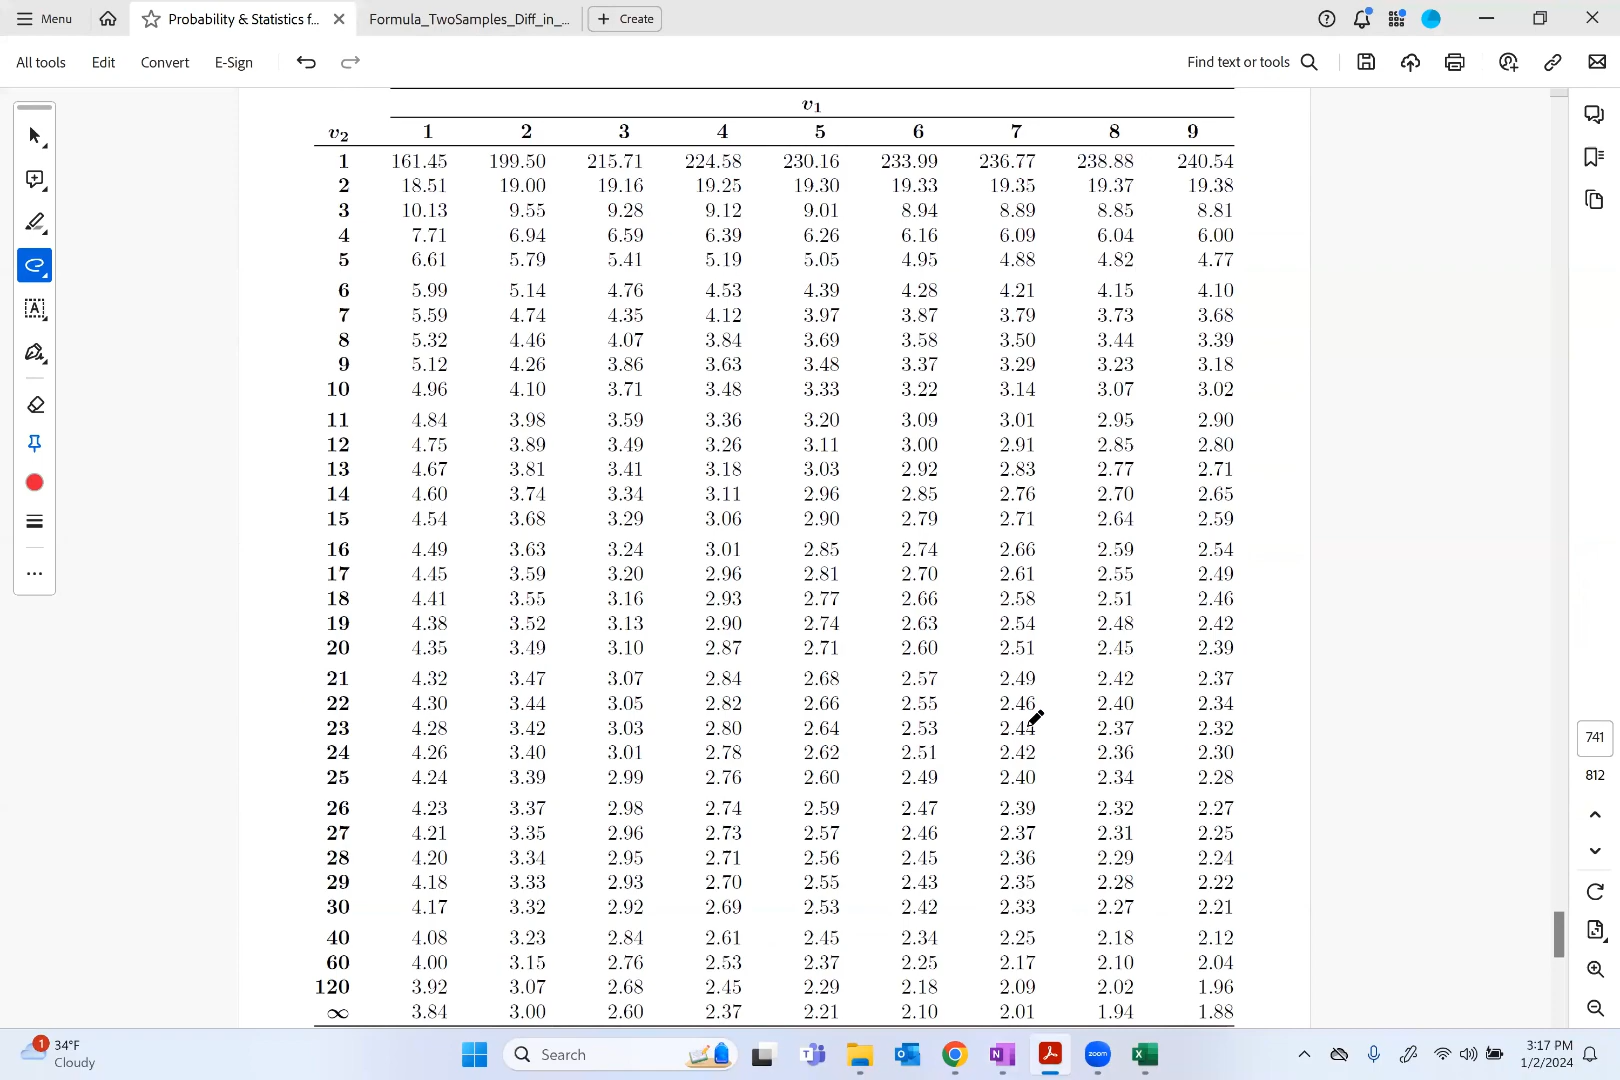 Menu Probability & Statistics f... Formula_TwoSamples_Diff_in_... + Create
All tools Edit Convert E-Sign Find text or tools
v1
v2 1 2 3 4 5 6 7 8 9
1 161.45 199.50 215.71 224.58 230.16 233.99 236.77 238.88 240.54
2 18.51 19.00 19.16 19.25 19.30 19.33 19.35 19.37 19.38
3 10.13 9.55 9.28 9.12 9.01 8.94 8.89 8.85 8.81
4 7.71 6.94 6.59 6.39 6.26 6.16 6.09 6.04 6.00
5 6.61 5.79 5.41 5.19 5.05 4.95 4.88 4.82 4.77
6 5.99 5.14 4.76 4.53 4.39 4.28 4.21 4.15 4.10
7 5.59 4.74 4.35 4.12 3.97 3.87 3.79 3.73 3.68
8 5.32 4.46 4.07 3.84 3.69 3.58 3.50 3.44 3.39
9 5.12 4.26 3.86 3.63 3.48 3.37 3.29 3.23 3.18
10 4.96 4.10 3.71 3.48 3.33 3.22 3.14 3.07 3.02
11 4.84 3.98 3.59 3.36 3.20 3.09 3.01 2.95 2.90
12 4.75 3.89 3.49 3.26 3.11 3.00 2.91 2.85 2.80
13 4.67 3.81 3.41 3.18 3.03 2.92 2.83 2.77 2.71
14 4.60 3.74 3.34 3.11 2.96 2.85 2.76 2.70 2.65
15 4.54 3.68 3.29 3.06 2.90 2.79 2.71 2.64 2.59
16 4.49 3.63 3.24 3.01 2.85 2.74 2.66 2.59 2.54
17 4.45 3.59 3.20 2.96 2.81 2.70 2.61 2.55 2.49
18 4.41 3.55 3.16 2.93 2.77 2.66 2.58 2.51 2.46
19 4.38 3.52 3.13 2.90 2.74 2.63 2.54 2.48 2.42
20 4.35 3.49 3.10 2.87 2.71 2.60 2.51 2.45 2.39
21 4.32 3.47 3.07 2.84 2.68 2.57 2.49 2.42 2.37
22 4.30 3.44 3.05 2.82 2.66 2.55 2.46 2.40 2.34
23 4.28 3.42 3.03 2.80 2.64 2.53 2.44 2.37 2.32
24 4.26 3.40 3.01 2.78 2.62 2.51 2.42 2.36 2.30
25 4.24 3.39 2.99 2.76 2.60 2.49 2.40 2.34 2.28
26 4.23 3.37 2.98 2.74 2.59 2.47 2.39 2.32 2.27
27 4.21 3.35 2.96 2.73 2.57 2.46 2.37 2.31 2.25
28 4.20 3.34 2.95 2.71 2.56 2.45 2.36 2.29 2.24
29 4.18 3.33 2.93 2.70 2.55 2.43 2.35 2.28 2.22
30 4.17 3.32 2.92 2.69 2.53 2.42 2.33 2.27 2.21
40 4.08 3.23 2.84 2.61 2.45 2.34 2.25 2.18 2.12
60 4.00 3.15 2.76 2.53 2.37 2.25 2.17 2.10 2.04
120 3.92 3.07 2.68 2.45 2.29 2.18 2.09 2.02 1.96
∞ 3.84 3.00 2.60 2.37 2.21 2.10 2.01 1.94 1.88
741
812
1 34°F
Cloudy
Search
zoom
3:17 PM
1/2/2024